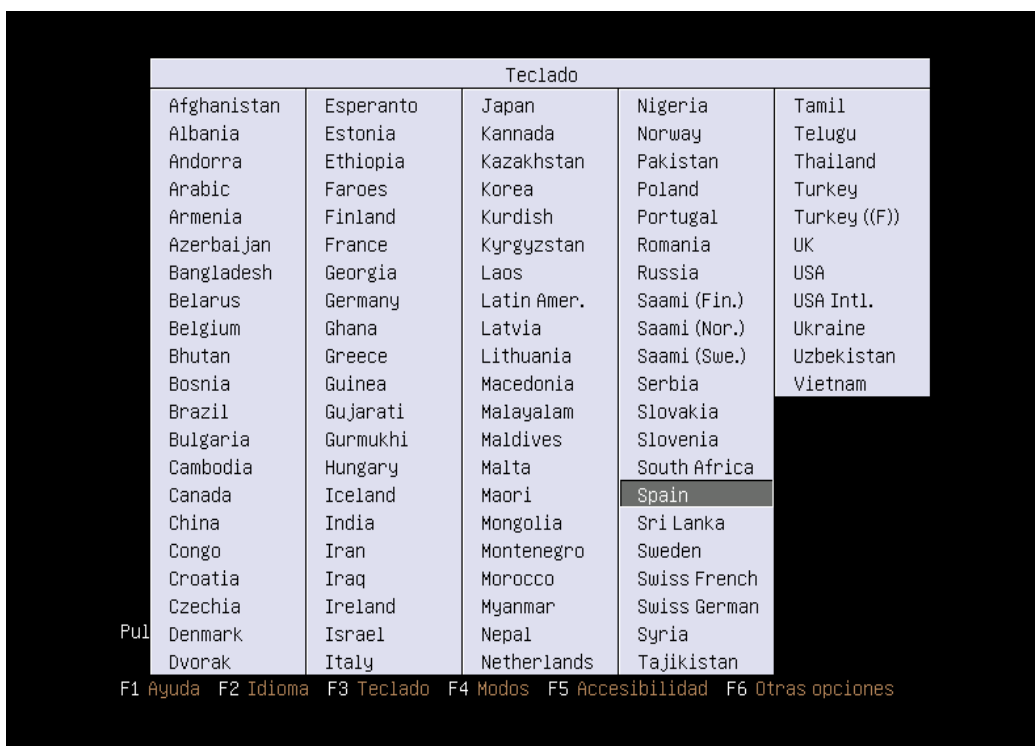 Teclado
Afghanistan
Albania
Andorra
Arabic
Armenia
Azerbaijan
Bangladesh
Belarus
Belgium
Bhutan
Bosnia
Brazil
Bulgaria
Cambodia
Canada
China
Congo
Croatia
Czechia
Denmark
Dvorak
Esperanto
Estonia
Ethiopia
Faroes
Finland
France
Georgia
Germany
Ghana
Greece
Guinea
Gujarati
Gurmukhi
Hungary
Iceland
India
Iran
Iraq
Ireland
Israel
Italy
Japan
Kannada
Kazakhstan
Korea
Kurdish
Kyrgyzstan
Laos
Latin Amer.
Latvia
Lithuania
Macedonia
Malayalam
Maldives
Malta
Maori
Mongolia
Montenegro
Morocco
Myanmar
Nepal
Netherlands
Nigeria
Norway
Pakistan
Poland
Portugal
Romania
Russia
Saami (Fin.)
Saami (Nor.)
Saami (Swe.)
Serbia
Slovakia
Slovenia
South Africa
Spain
Sri Lanka
Sweden
Swiss French
Swiss German
Syria
Tajikistan
Tamil
Telugu
Thailand
Turkey
Turkey ((F))
UK
USA
USA Intl.
Ukraine
Uzbekistan
Vietnam
Pul
F1 Ayuda F2 Idioma F3 Teclado F4 Modos F5 Accesibilidad F6 Otras opciones